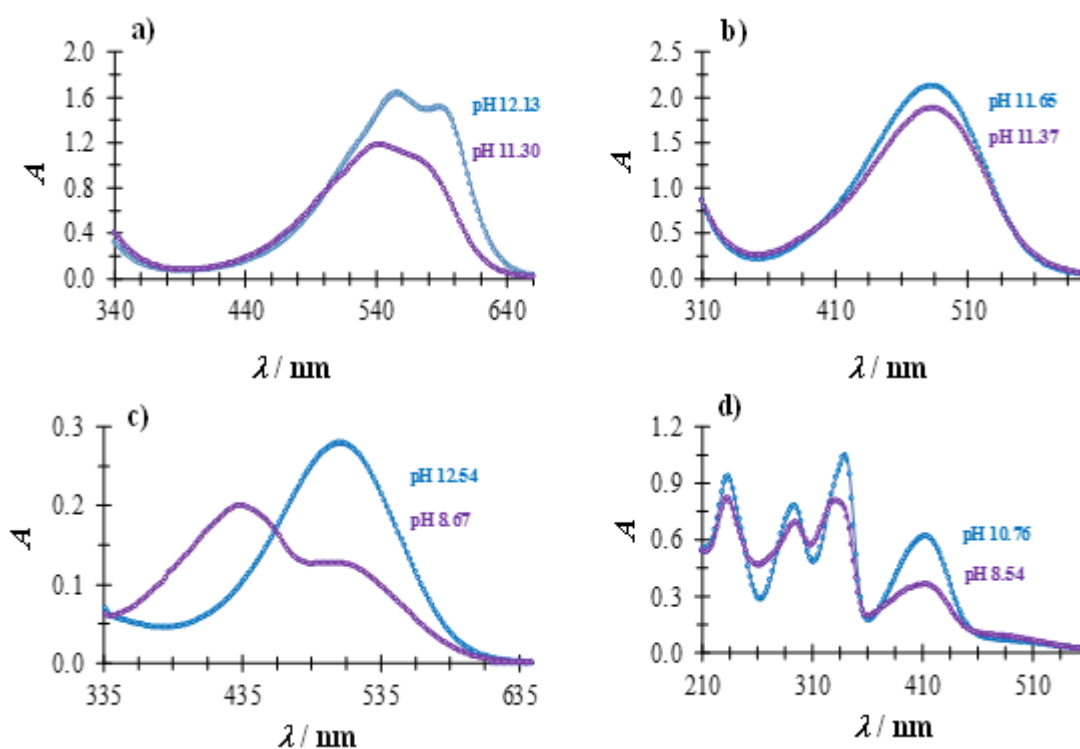 a)
2.0
1.6
1.2
0.8
0.4
0.0
A
pH 12.13
pH 11.30
340 440 540 640
λ / nm
b)
2.5
2.0
1.5
1.0
0.5
0.0
A
pH 11.65
pH 11.37
310 410 510
λ / nm
c)
0.3
0.2
0.1
0.0
A
pH 12.54
pH 8.67
335 435 535 635
λ / nm
d)
1.2
0.9
0.6
0.3
0.0
A
pH 10.76
pH 8.54
210 310 410 510
λ / nm